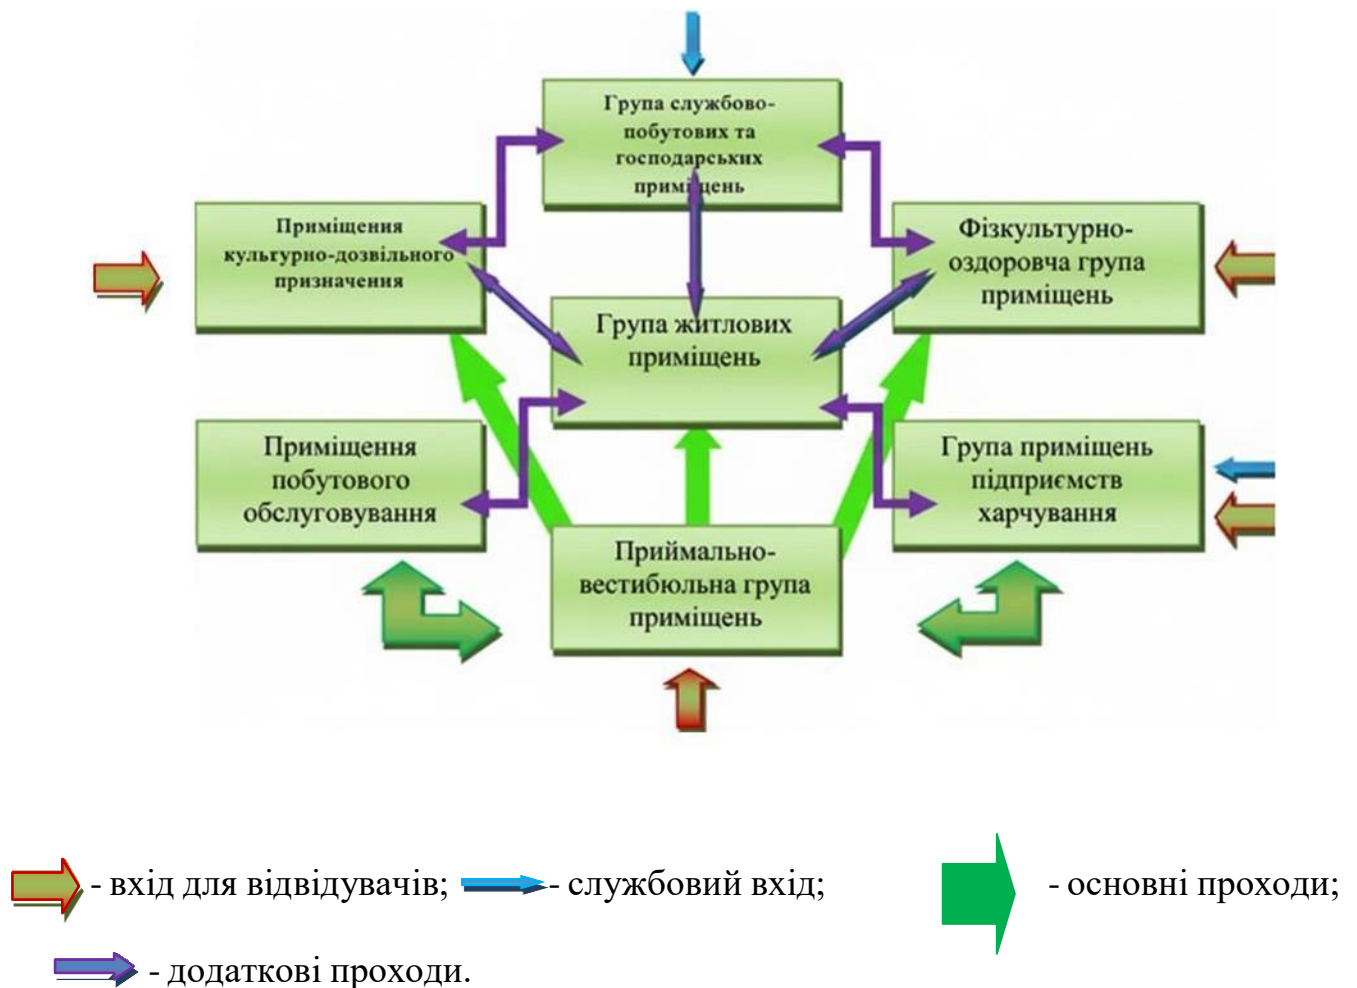 Група службово-
побутових та
господарських
приміщень
Приміщення
культурно-дозвільного
призначення
Фізкультурно-
оздоровча група
приміщень
Група житлових
приміщень
Приміщення
побутового
обслуговування
Група приміщень
підприємств
харчування
Приймально-
вестибюльна група
приміщень
- вхід для відвідувачів; - службовий вхід; - основні проходи;
- додаткові проходи.